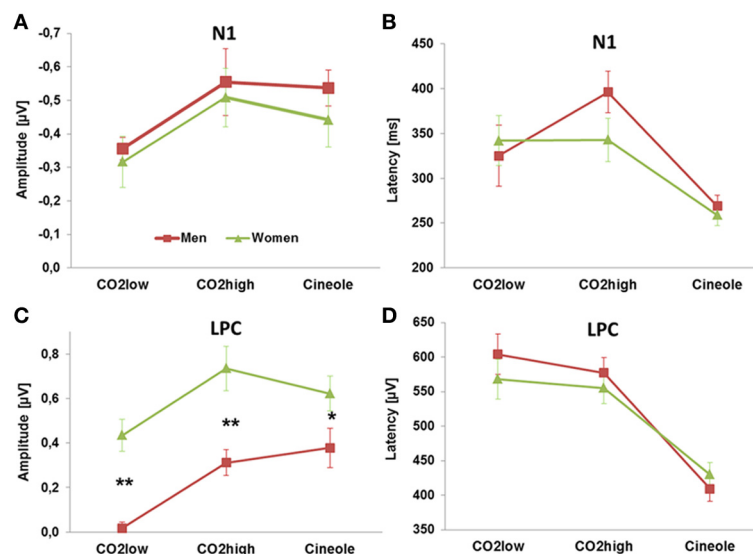 A
N1
Amplitude [µV]
-0,7
-0,6
-0,5
-0,4
-0,3
-0,2
-0,1
0,0
Men Women
CO2low CO2high Cineole
B
N1
Latency [ms]
450
400
350
300
250
200
CO2low CO2high Cineole
C
LPC
Amplitude [µV]
0,8
0,6
0,4
0,2
0,0
**
**
*
CO2low CO2high Cineole
D
LPC
Latency [µV]
650
600
550
500
450
400
350
CO2low CO2high Cineole